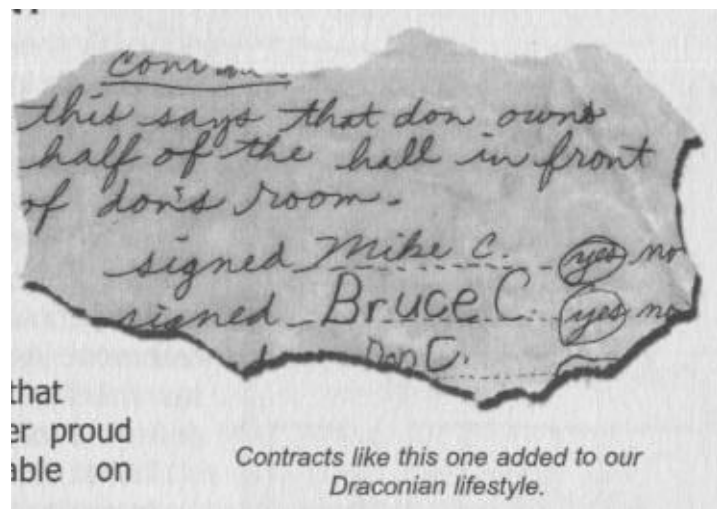 this says that don owns
half of the hall in front
of don's room.
signed Mike C. yes no
signed Bruce C. yes no
Don C.
that
er proud
able on
Contracts like this one added to our
Draconian lifestyle.